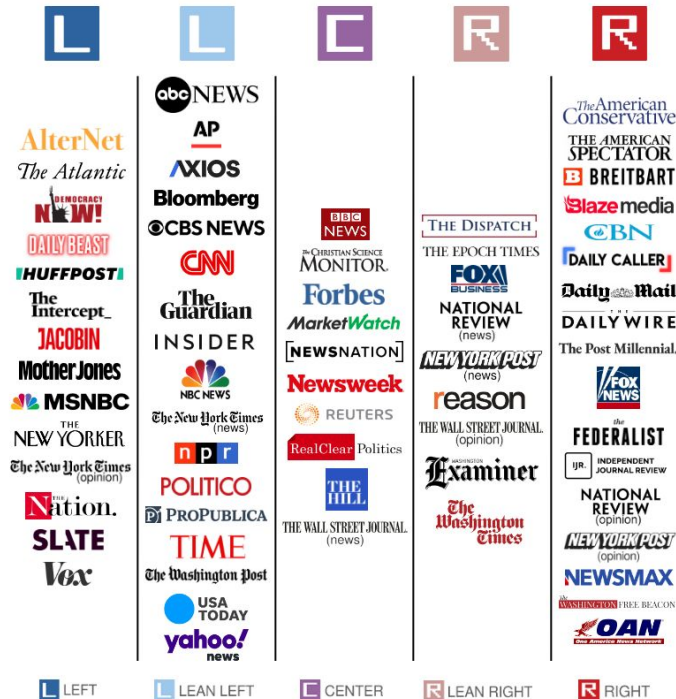 L
L
C
R
R
AlterNet
The Atlantic
DEMOCRACY
NOW!
DAILY BEAST
HUFFPOST
The
Intercept_
JACOBIN
Mother Jones
MSNBC
THE
NEW YORKER
The New York Times
(opinion)
THE
Nation.
SLATE
Vox
abc NEWS
AP
AXIOS
Bloomberg
CBS NEWS
CNN
The
Guardian
INSIDER
NBC NEWS
The New York Times
(news)
npr
POLITICO
PROPUBLICA
TIME
The Washington Post
USA
TODAY
yahoo!
news
BBC
NEWS
The CHRISTIAN SCIENCE
MONITOR
Forbes
MarketWatch
[NEWSNATION]
Newsweek
REUTERS
RealClear Politics
THE
HILL
THE WALL STREET JOURNAL.
(news)
THE DISPATCH
THE EPOCH TIMES
FOX
BUSINESS
NATIONAL
REVIEW
(news)
NEW YORK POST
(news)
reason
THE WALL STREET JOURNAL.
(opinion)
WASHINGTON
Examiner
The
Washington
Times
The American
Conservative
THE AMERICAN
SPECTATOR
B BREITBART
Blaze media
CBN
DAILY CALLER
Daily Mail
THE
DAILY WIRE
The Post Millennial.
FOX
NEWS
the
FEDERALIST
IJR. INDEPENDENT
JOURNAL REVIEW
NATIONAL
REVIEW
(opinion)
NEW YORK POST
(opinion)
NEWSMAX
The
WASHINGTON FREE BEACON
OAN
One America News Network
L LEFT
L LEAN LEFT
C CENTER
R LEAN RIGHT
R RIGHT